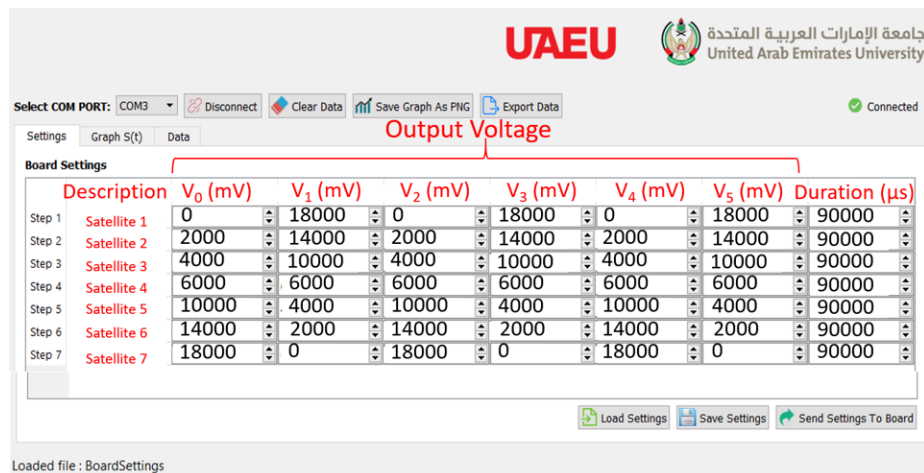 UAEU
جامعة الإمارات العربية المتحدة
United Arab Emirates University
Select COM PORT: COM3 Disconnect Clear Data Save Graph As PNG Export Data Connected
Settings Graph S(t) Data
Output Voltage
Board Settings
Description V₀ (mV) V₁ (mV) V₂ (mV) V₃ (mV) V₄ (mV) V₅ (mV) Duration (μs)
Step 1 Satellite 1 0 18000 0 18000 0 18000 90000
Step 2 Satellite 2 2000 14000 2000 14000 2000 14000 90000
Step 3 Satellite 3 4000 10000 4000 10000 4000 10000 90000
Step 4 Satellite 4 6000 6000 6000 6000 6000 6000 90000
Step 5 Satellite 5 10000 4000 10000 4000 10000 4000 90000
Step 6 Satellite 6 14000 2000 14000 2000 14000 2000 90000
Step 7 Satellite 7 18000 0 18000 0 18000 0 90000
Load Settings Save Settings Send Settings To Board
Loaded file : BoardSettings